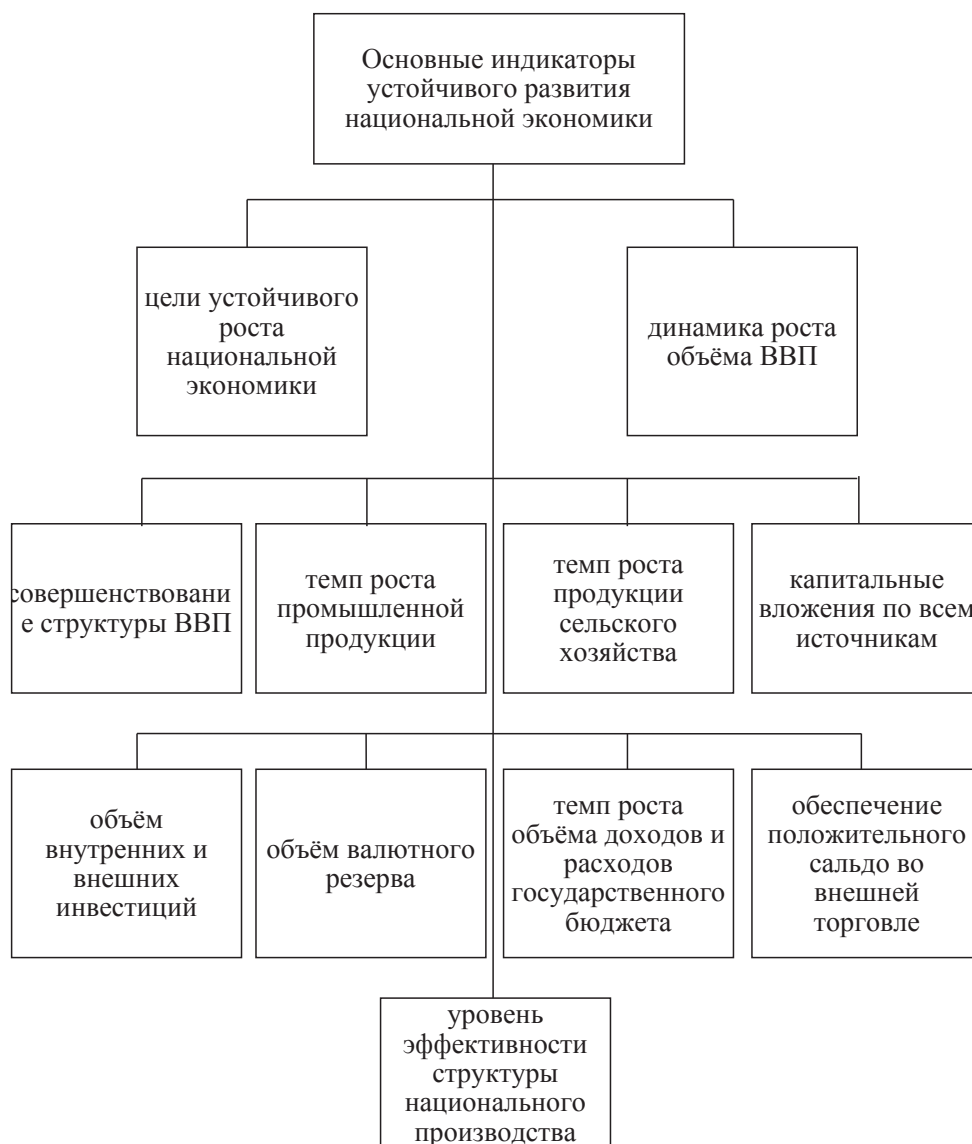 Основные индикаторы
устойчивого развития
национальной экономики
цели устойчивого
роста
национальной
экономики
динамика роста
объёма ВВП
совершенствовани
е структуры ВВП
темп роста
промышленной
продукции
темп роста
продукции
сельского
хозяйства
капитальные
вложения по всем
источникам
объём
внутренних и
внешних
инвестиций
объём валютного
резерва
темп роста
объёма доходов и
расходов
государственного
бюджета
обеспечение
положительного
сальдо во
внешней
торговле
уровень
эффективности
структуры
национального
производства